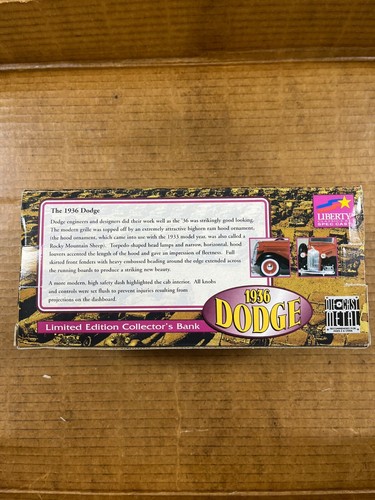 The 1936 Dodge
Dodge engineers and designers did their work well as the '36 was strikingly good looking.
The modern grille was topped off by an extremely attractive bighorn ram hood ornament,
(the hood ornament, which came into use with the 1933 model year was also called a
Rocky Mountain Sheep). Torpedo shaped head lamps and narrow, horizontal, hood
louvers accented the length of the hood and gave an impression of fleetness. Full
skirted front fenders with heavy embossed beading around the edge extended across
the running boards to produce a striking new beauty.
A most modern, high safety dash highlighted the cab interior. All knobs
and controls were set flush to prevent injuries resulting from
projections on the dashboard.
Limited Edition Collector's Bank
LIBERTY
SPEC CAST
1936
DODGE
DIE CAST
METAL